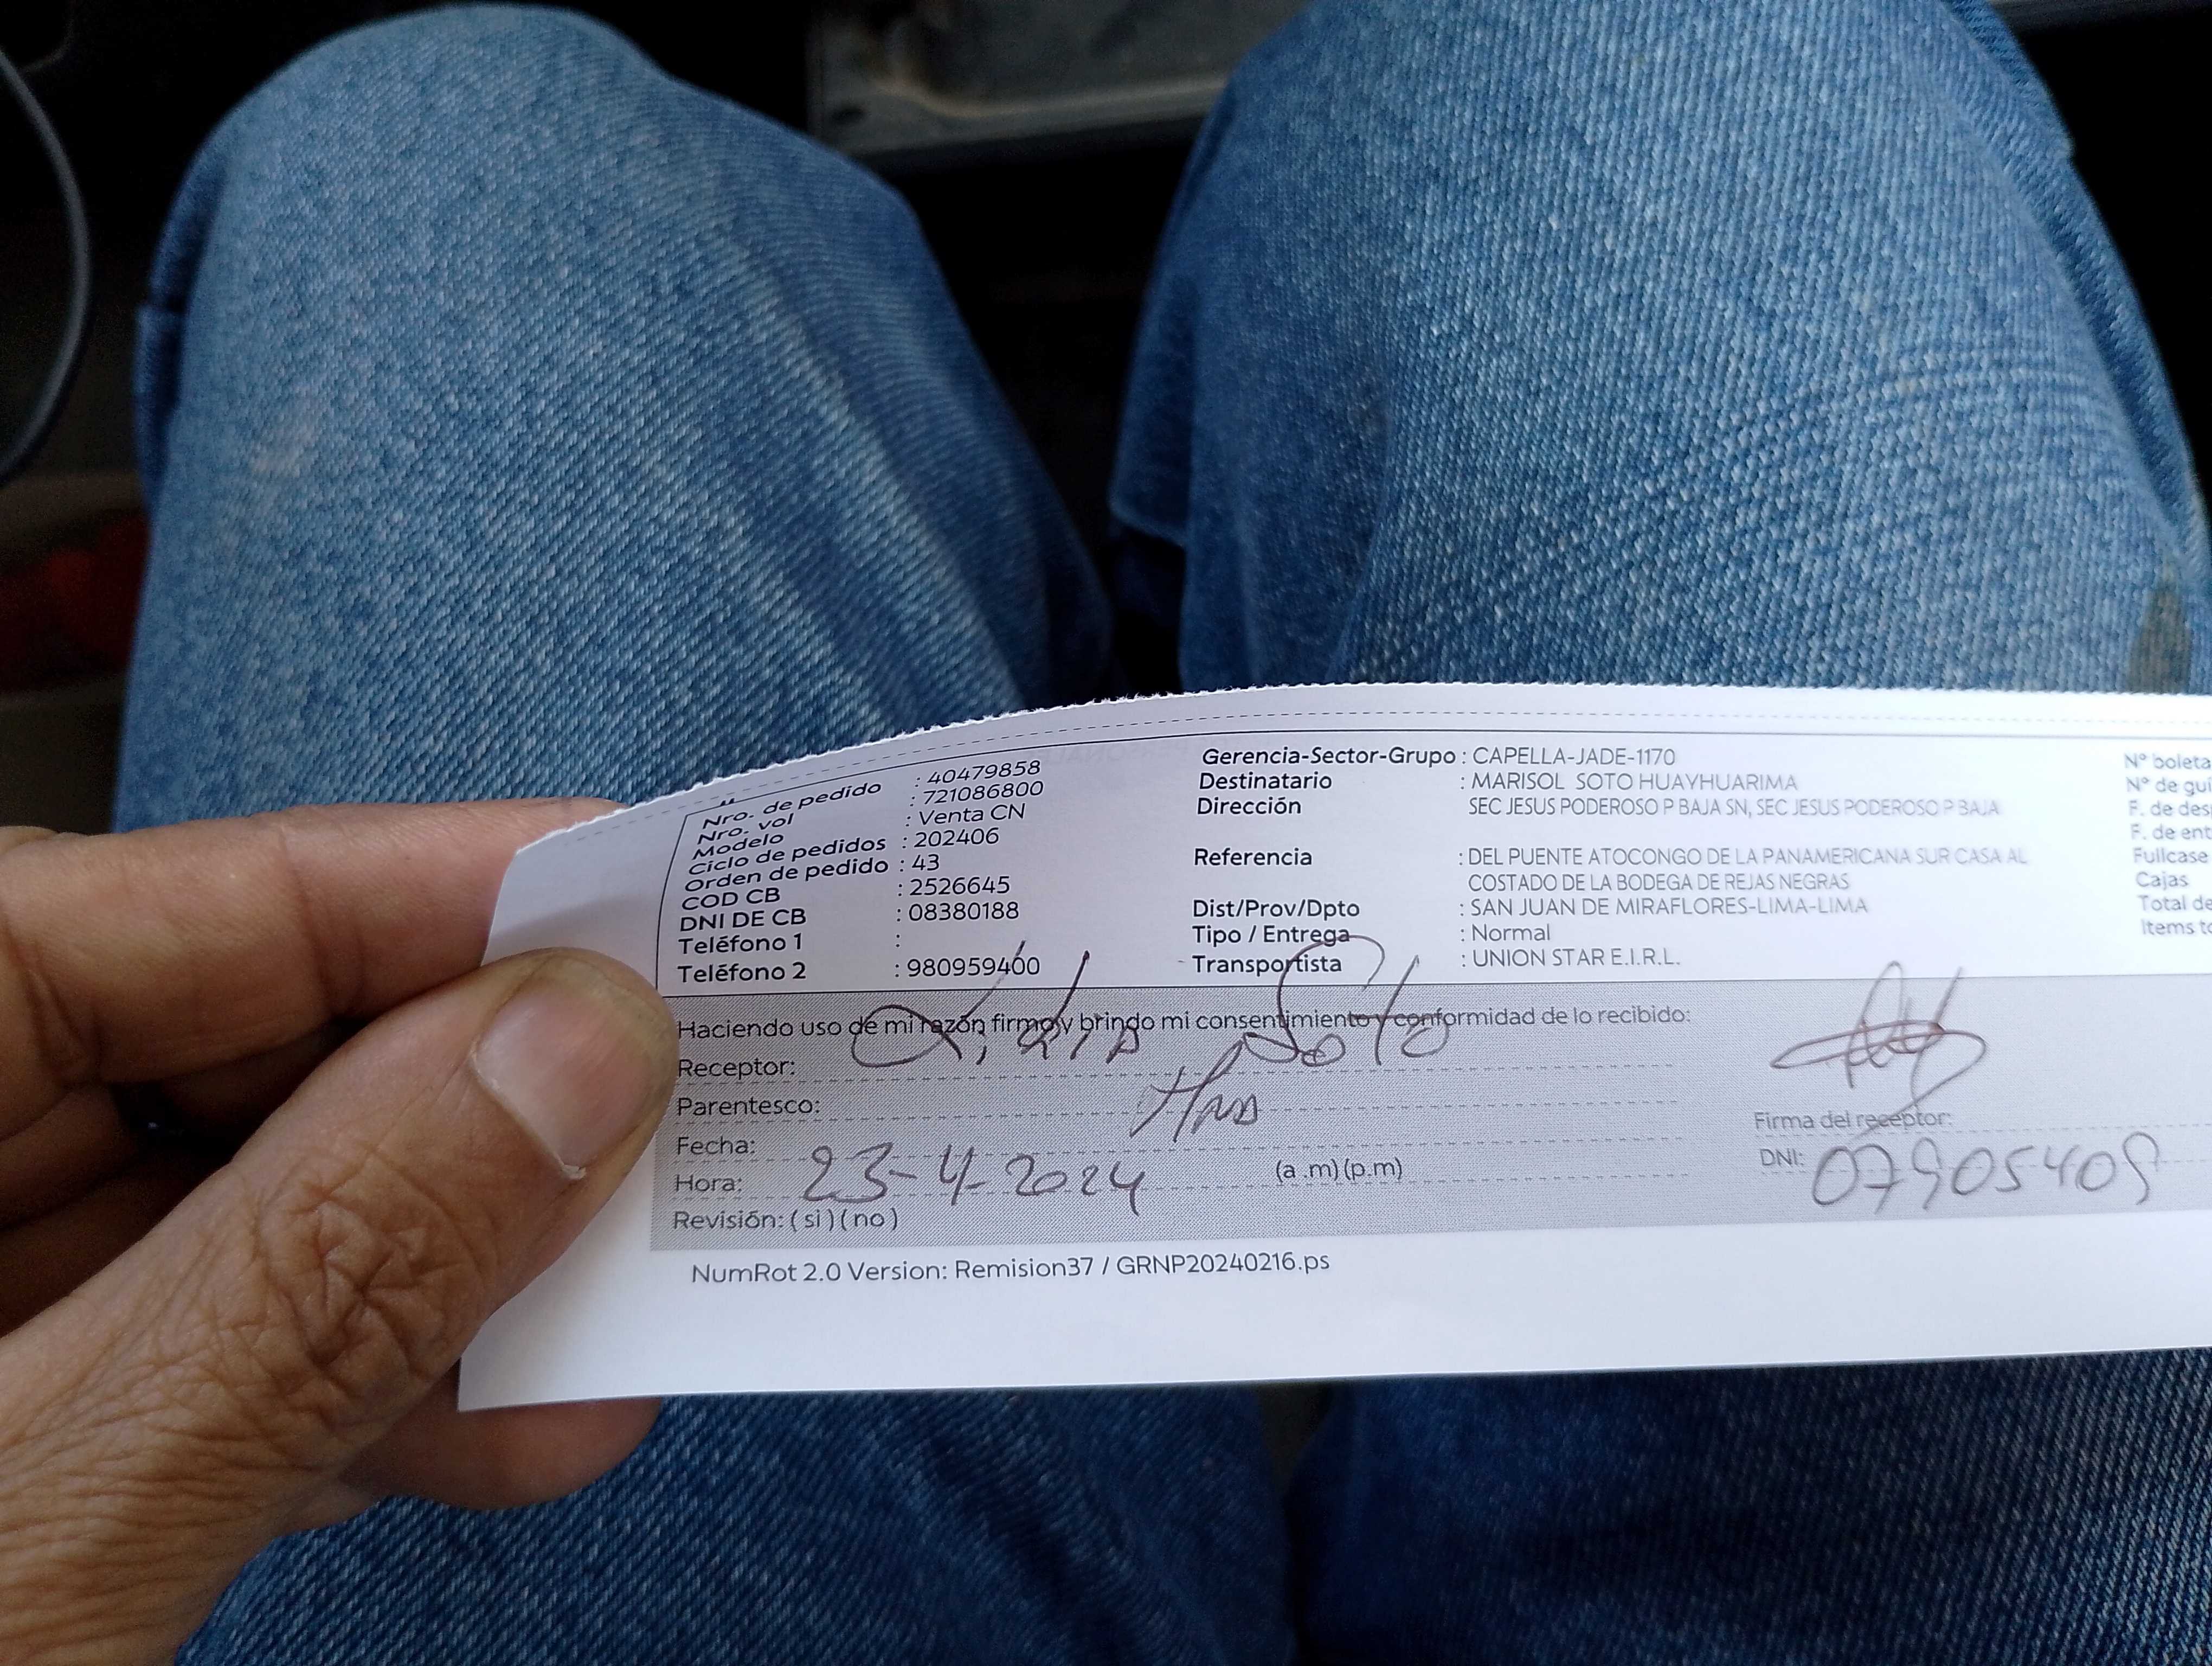 Nro. de pedido : 40479858
Nro. vol : 721086800
Modelo : Venta CN
Ciclo de pedidos : 202406
Orden de pedido : 43
COD CB : 2526645
DNI DE CB : 08380188
Teléfono 1 :
Teléfono 2 : 980959400
Gerencia-Sector-Grupo : CAPELLA-JADE-1170
Destinatario : MARISOL SOTO HUAYHUARIMA
Dirección SEC JESUS PODEROSO P BAJA SN, SEC JESUS PODEROSO P BAJA
Referencia : DEL PUENTE ATOCONGO DE LA PANAMERICANA SUR CASA AL
COSTADO DE LA BODEGA DE REJAS NEGRAS
Dist/Prov/Dpto : SAN JUAN DE MIRAFLORES-LIMA-LIMA
Tipo / Entrega : Normal
Transportista : UNION STAR E.I.R.L.
Nº boleta
Nº de gui
F. de des
F. de ent
Fullcase
Cajas
Total de
Items to
Haciendo uso de mi razón firmo y brindo mi consentimiento y conformidad de lo recibido:
Receptor: Soto
Parentesco:
Fecha:
Hora: 23-4-2024 (a .m) (p.m)
Revisión: ( si ) ( no )
Firma del receptor:
DNI: 07905409
NumRot 2.0 Version: Remision37 / GRNP20240216.ps